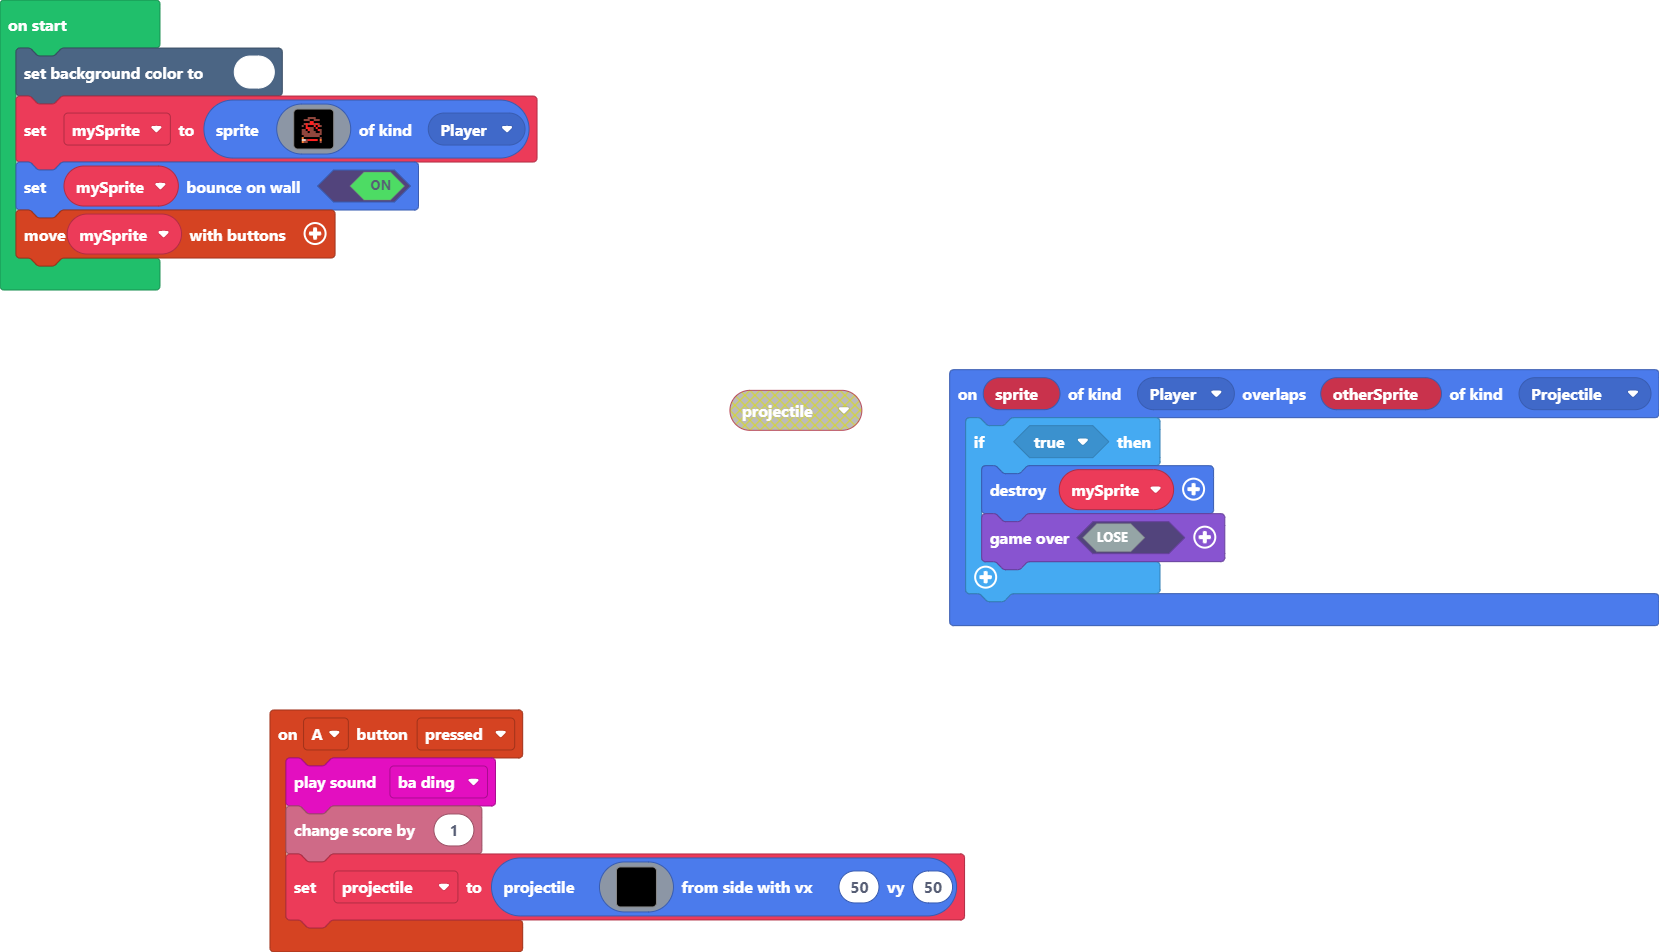 on start
set background color to
set mySprite to sprite of kind Player
set mySprite bounce on wall ON
move mySprite with buttons
projectile
on sprite of kind Player overlaps otherSprite of kind Projectile
if true then
destroy mySprite
game over LOSE
on A button pressed
play sound ba ding
change score by 1
set projectile to projectile from side with vx 50 vy 50